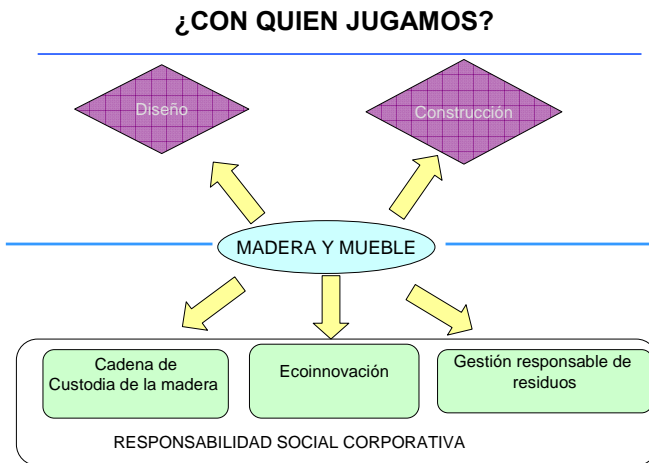 ¿CON QUIEN JUGAMOS?
Diseño
Construcción
MADERA Y MUEBLE
Cadena de
Custodia de la madera
Ecoinnovación
Gestión responsable de
residuos
RESPONSABILIDAD SOCIAL CORPORATIVA